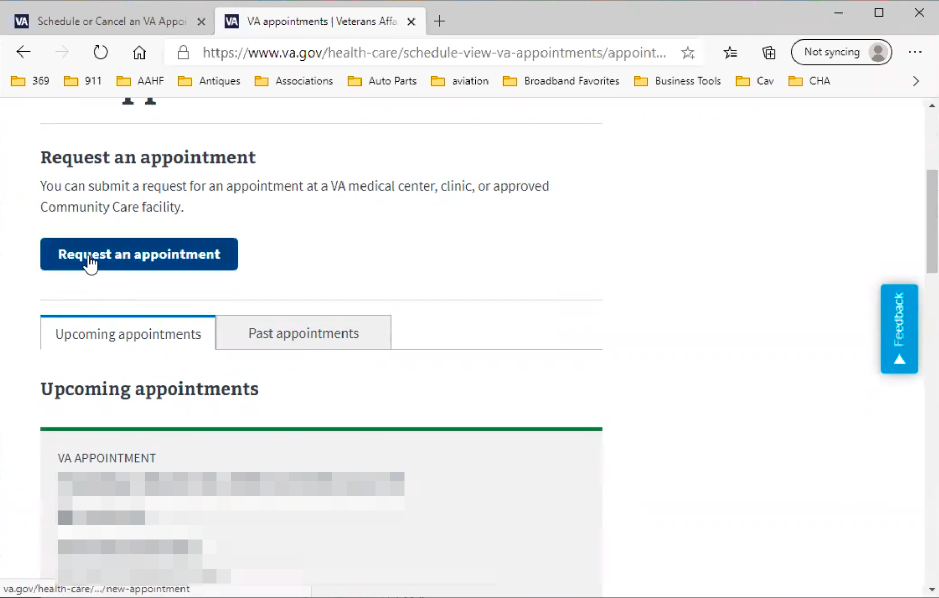 VA Schedule or Cancel an VA Appoi
VA VA appointments | Veterans Affa
https://www.va.gov/health-care/schedule-view-va-appointments/appoint...
Not syncing
369 911 AAHF Antiques Associations Auto Parts aviation Broadband Favorites Business Tools Cav CHA
Request an appointment
You can submit a request for an appointment at a VA medical center, clinic, or approved
Community Care facility.
Request an appointment
Feedback
Upcoming appointments Past appointments
Upcoming appointments
VA APPOINTMENT
va.gov/health-care/.../new-appointment